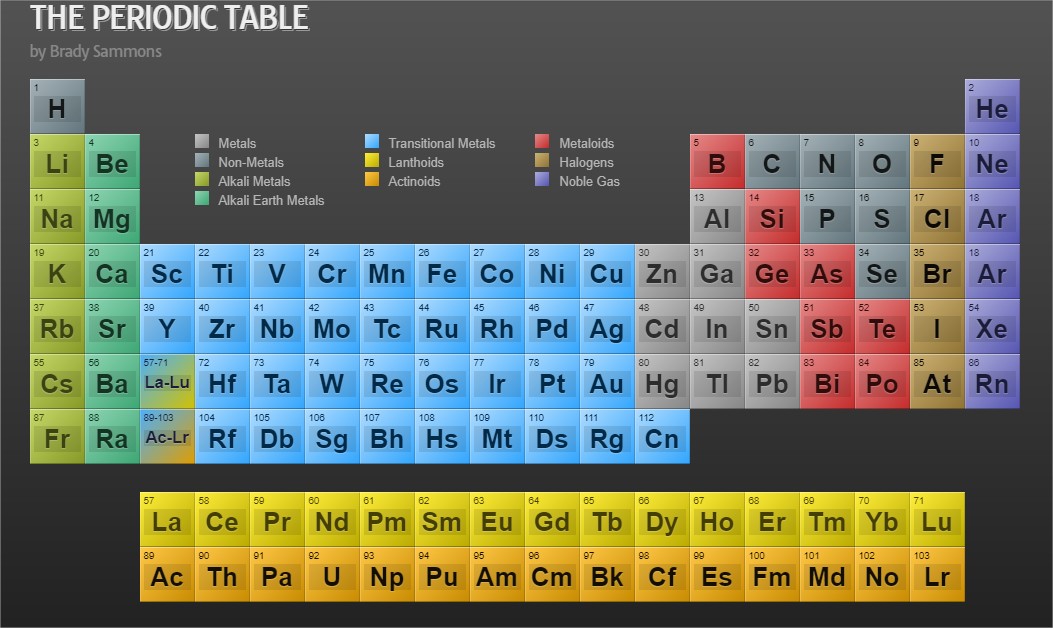 THE PERIODIC TABLE
by Brady Sammons
1 2
H He
Metals Transitional Metals Metaloids
Non-Metals Lanthoids Halogens
Alkali Metals Actinoids Noble Gas
Alkali Earth Metals
3 4 5 6 7 8 9 10
Li Be B C N O F Ne
11 12 13 14 15 16 17 18
Na Mg Al Si P S Cl Ar
19 20 21 22 23 24 25 26 27 28 29 30 31 32 33 34 35 18
K Ca Sc Ti V Cr Mn Fe Co Ni Cu Zn Ga Ge As Se Br Ar
37 38 39 40 41 42 43 44 45 46 47 48 49 50 51 52 53 54
Rb Sr Y Zr Nb Mo Tc Ru Rh Pd Ag Cd In Sn Sb Te I Xe
55 56 57-71 72 73 74 75 76 77 78 79 80 81 82 83 84 85 86
Cs Ba La-Lu Hf Ta W Re Os Ir Pt Au Hg Tl Pb Bi Po At Rn
87 88 89-103 104 105 106 107 108 109 110 111 112
Fr Ra Ac-Lr Rf Db Sg Bh Hs Mt Ds Rg Cn
57 58 59 60 61 62 63 64 65 66 67 68 69 70 71
La Ce Pr Nd Pm Sm Eu Gd Tb Dy Ho Er Tm Yb Lu
89 90 91 92 93 94 95 96 97 98 99 100 101 102 103
Ac Th Pa U Np Pu Am Cm Bk Cf Es Fm Md No Lr